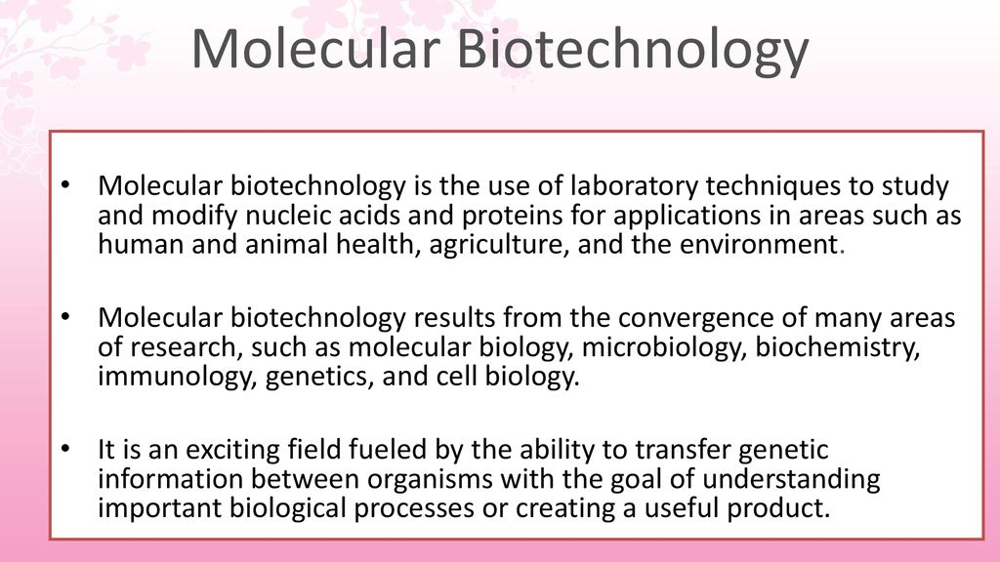 Molecular Biotechnology
• Molecular biotechnology is the use of laboratory techniques to study
and modify nucleic acids and proteins for applications in areas such as
human and animal health, agriculture, and the environment.
• Molecular biotechnology results from the convergence of many areas
of research, such as molecular biology, microbiology, biochemistry,
immunology, genetics, and cell biology.
• It is an exciting field fueled by the ability to transfer genetic
information between organisms with the goal of understanding
important biological processes or creating a useful product.